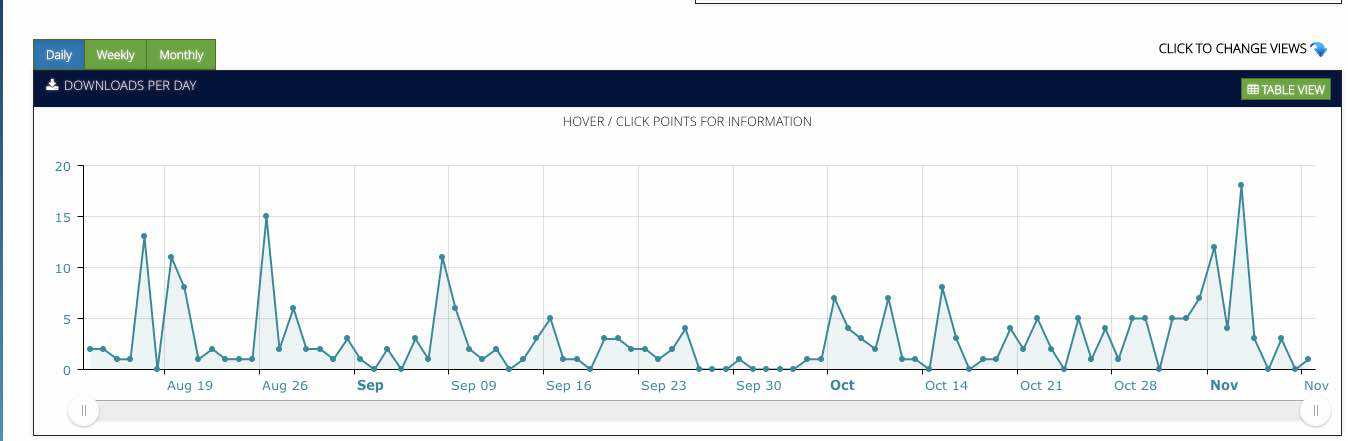 Daily Weekly Monthly
CLICK TO CHANGE VIEWS
DOWNLOADS PER DAY
TABLE VIEW
HOVER / CLICK POINTS FOR INFORMATION
20
15
10
5
0
Aug 19 Aug 26 Sep Sep 09 Sep 16 Sep 23 Sep 30 Oct Oct 14 Oct 21 Oct 28 Nov Nov